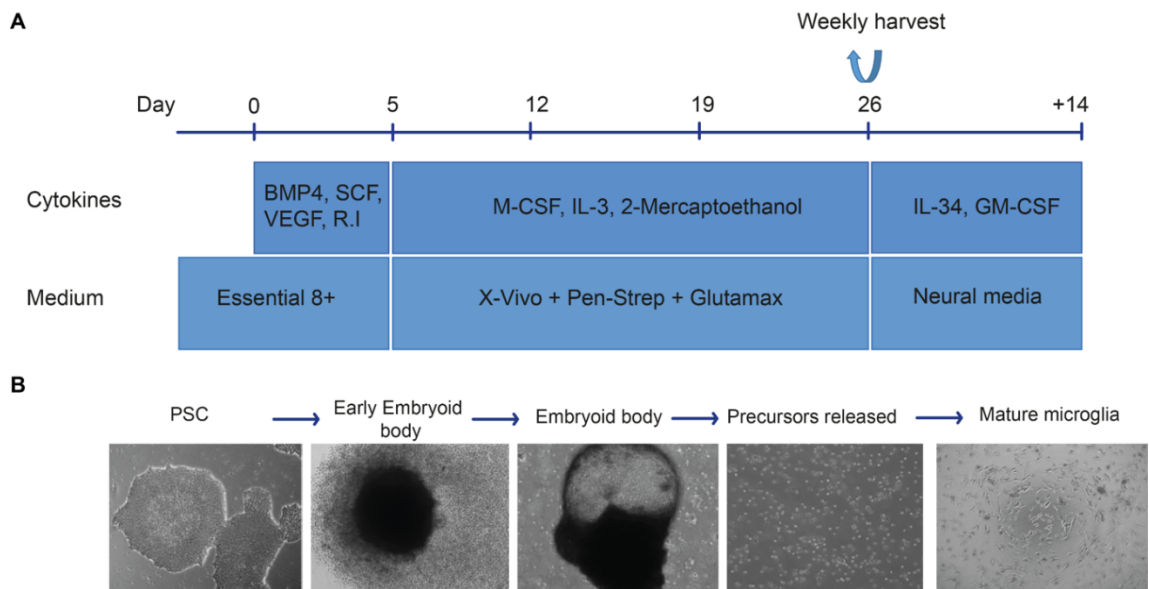 A
Weekly harvest
Day 0 5 12 19 26 +14
Cytokines
BMP4, SCF,
VEGF, R.I
M-CSF, IL-3, 2-Mercaptoethanol
IL-34, GM-CSF
Medium
Essential 8+
X-Vivo + Pen-Strep + Glutamax
Neural media
B
PSC
Early Embryoid
body
Embryoid body
Precursors released
Mature microglia